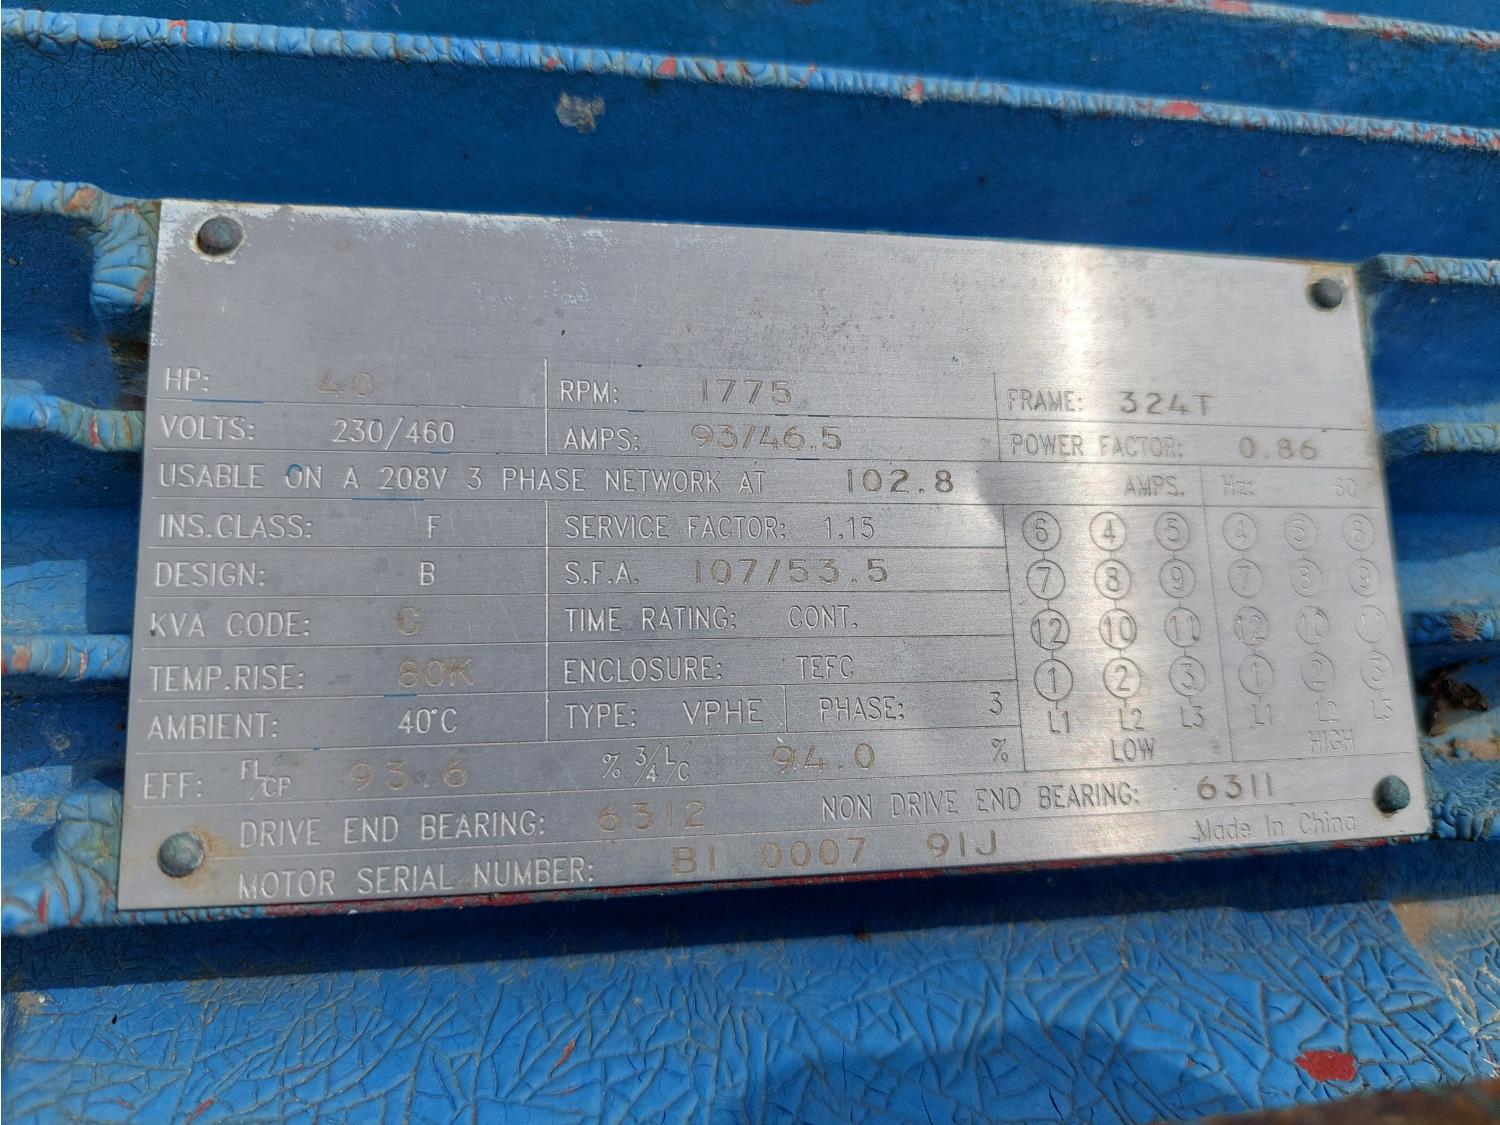 HP: 40 RPM: 1775 FRAME: 324T
VOLTS: 230/460 AMPS: 93/46.5 POWER FACTOR: 0.86
USABLE ON A 208V 3 PHASE NETWORK AT 102.8 AMPS. Hz: 60
INS.CLASS: F SERVICE FACTOR: 1.15 6 4 5 4 5 6
DESIGN: B S.F.A. 107/53.5 7 8 9 7 8 9
KVA CODE: G TIME RATING: CONT. 12 10 11 12 10 11
TEMP.RISE: 80K ENCLOSURE: TEFC 1 2 3 1 2 3
AMBIENT: 40°C TYPE: VPHE PHASE: 3 L1 L2 L3 L1 L2 L3
EFF: FL/CP 93.6 % 3/4 L/C 94.0 % LOW HIGH
DRIVE END BEARING: 6312 NON DRIVE END BEARING: 6311
MOTOR SERIAL NUMBER: B1 0007 91J Made In China